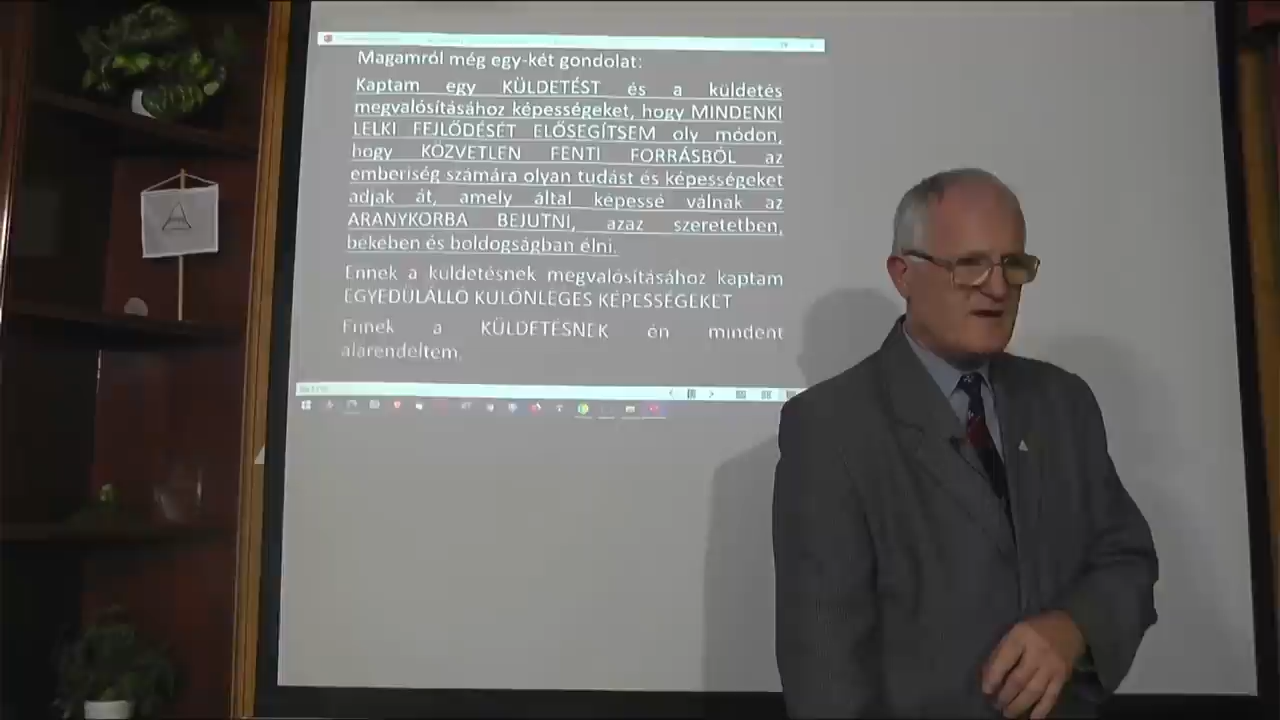 Magamról még egy-két gondolat:
Kaptam egy KÜLDETÉST és a küldetés
megvalósításához képességeket, hogy MINDENKI
LELKI FEJLŐDÉSÉT ELŐSEGÍTSEM oly módon,
hogy KÖZVETLEN FENTI FORRÁSBÓL az
emberiség számára olyan tudást és képességeket
adjak át, amely által képessé válnak az
ARANYKORBA BEJUTNI, azaz szeretetben,
békében és boldogságban élni.
Ennek a küldetésnek megvalósításához kaptam
EGYEDÜLÁLLÓ KÜLÖNLEGES KÉPESSÉGEKET
Ennek a KÜLDETÉSNEK én mindent
alárendeltem.